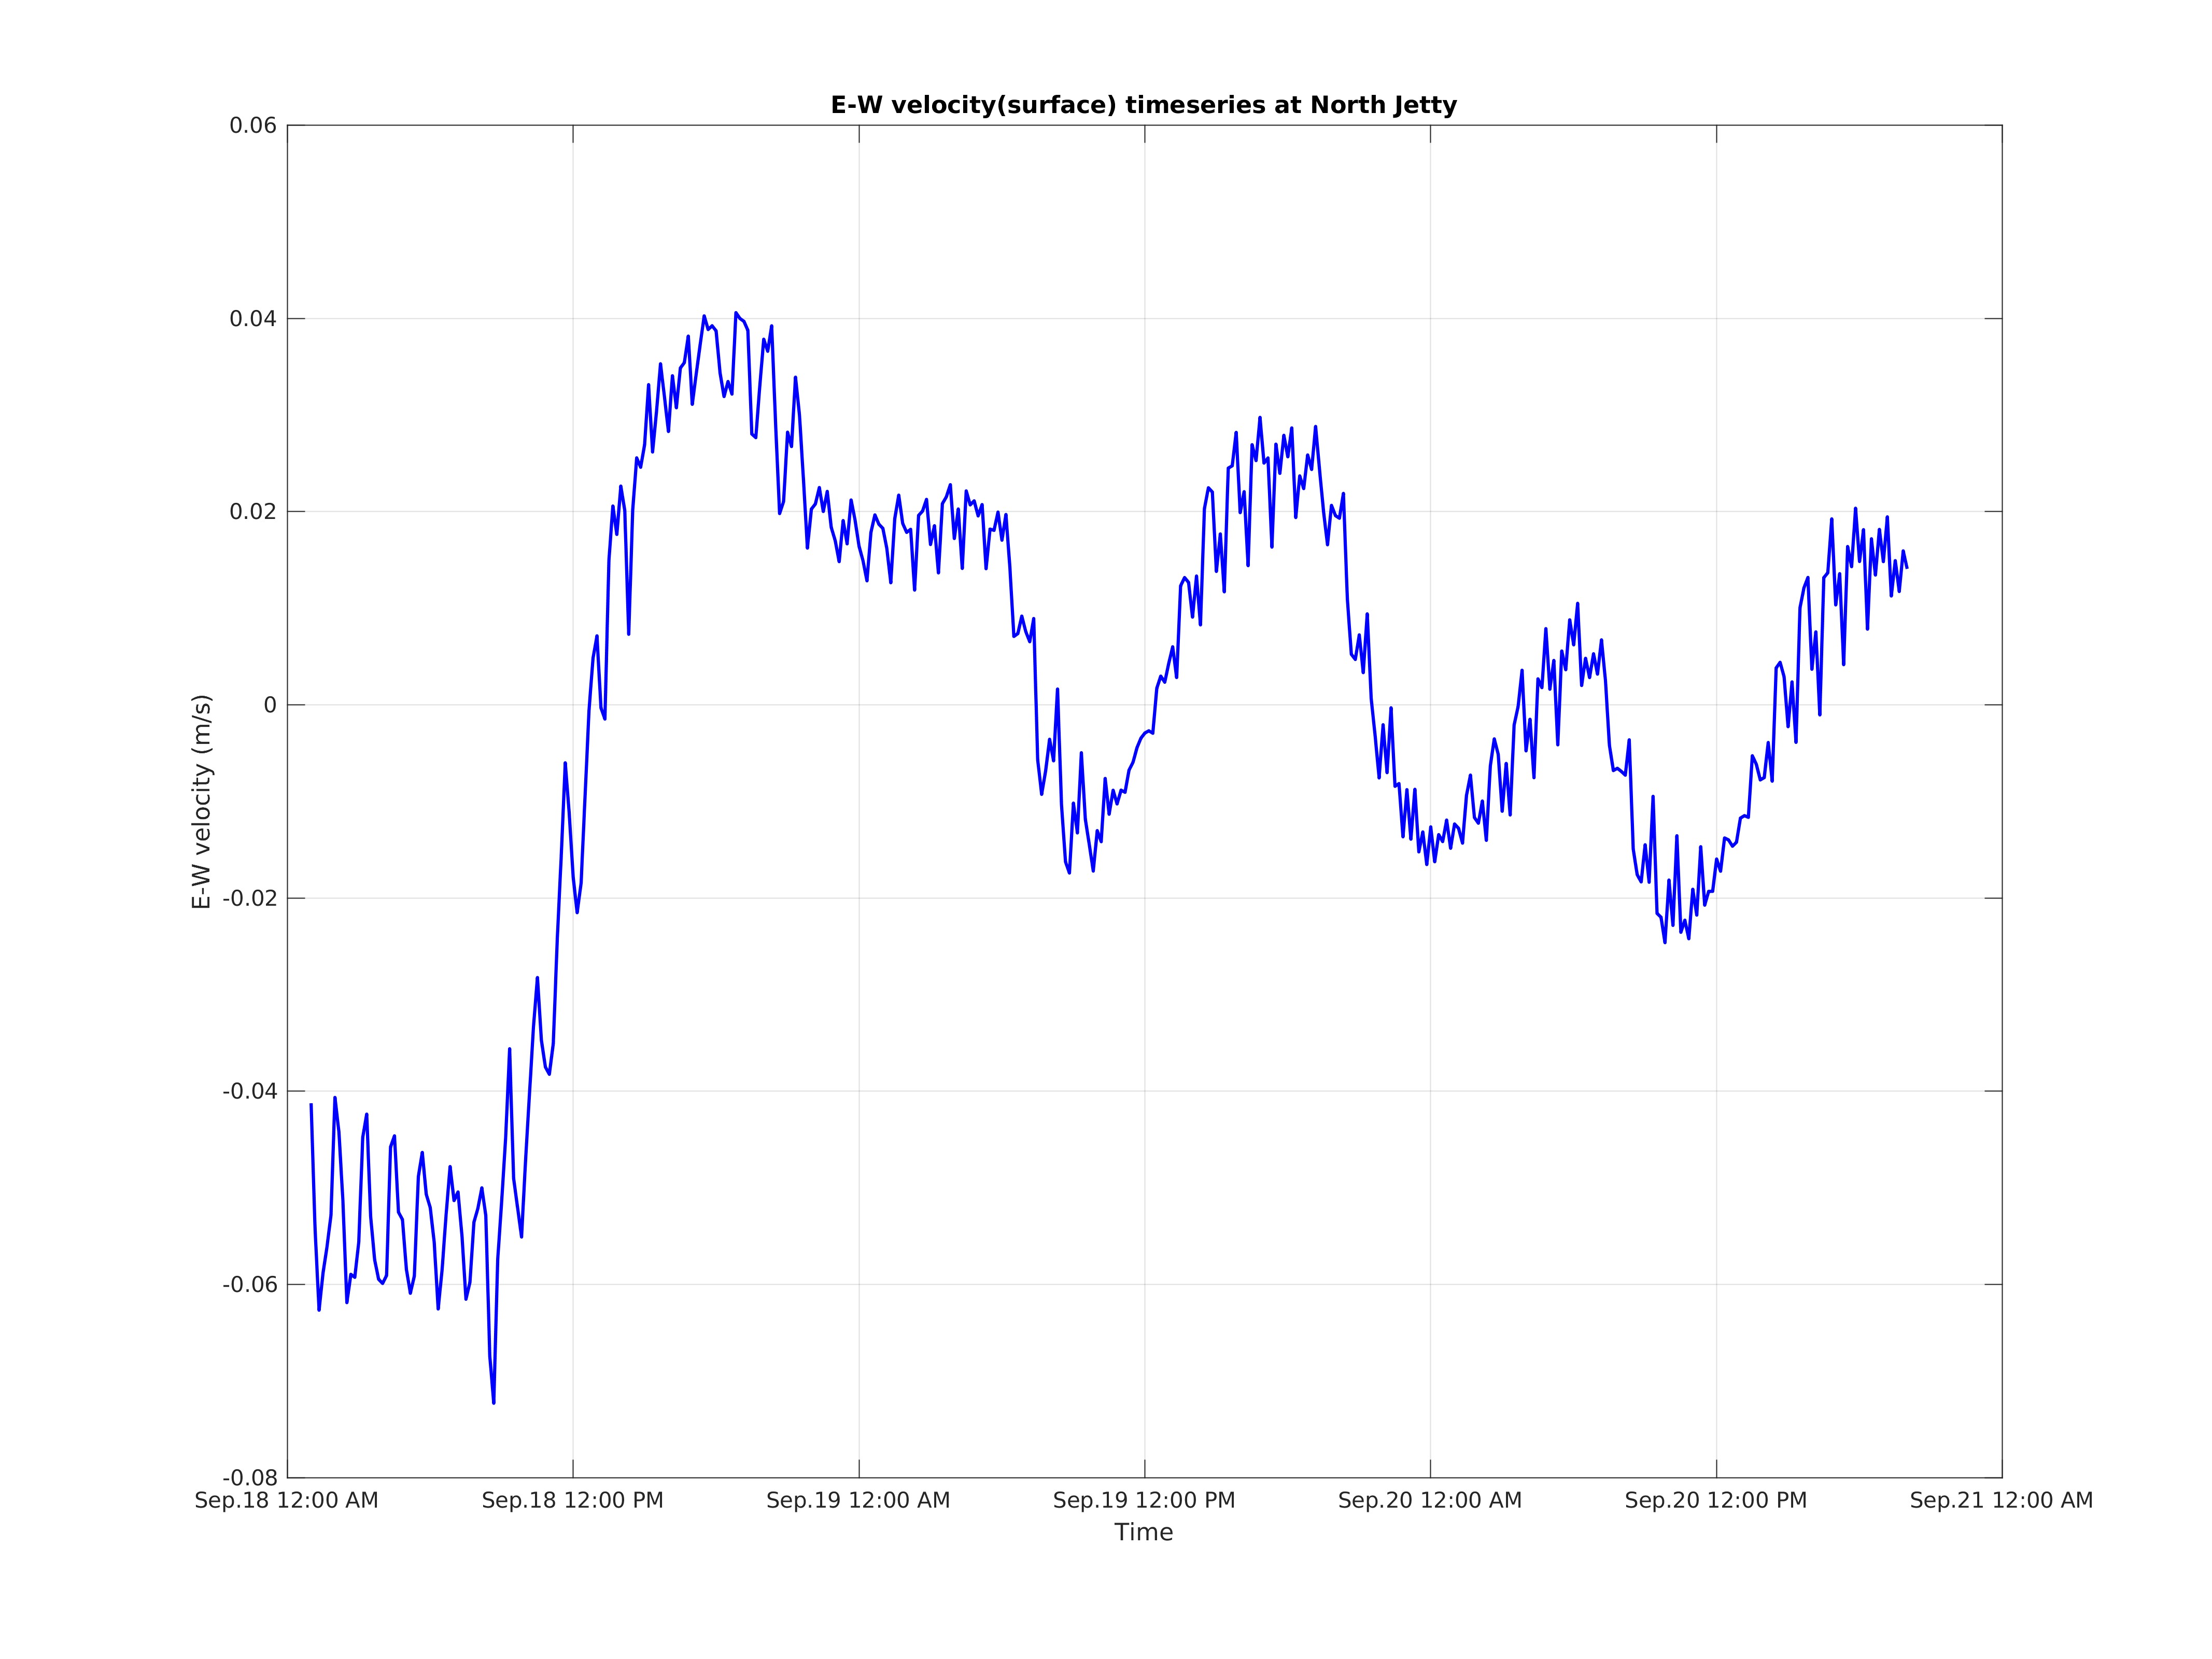 E-W velocity(surface) timeseries at North Jetty
0.06
0.04
0.02
0
-0.02
-0.04
-0.06
-0.08
E-W velocity (m/s)
Sep.18 12:00 AM
Sep.18 12:00 PM
Sep.19 12:00 AM
Sep.19 12:00 PM
Sep.20 12:00 AM
Sep.20 12:00 PM
Sep.21 12:00 AM
Time